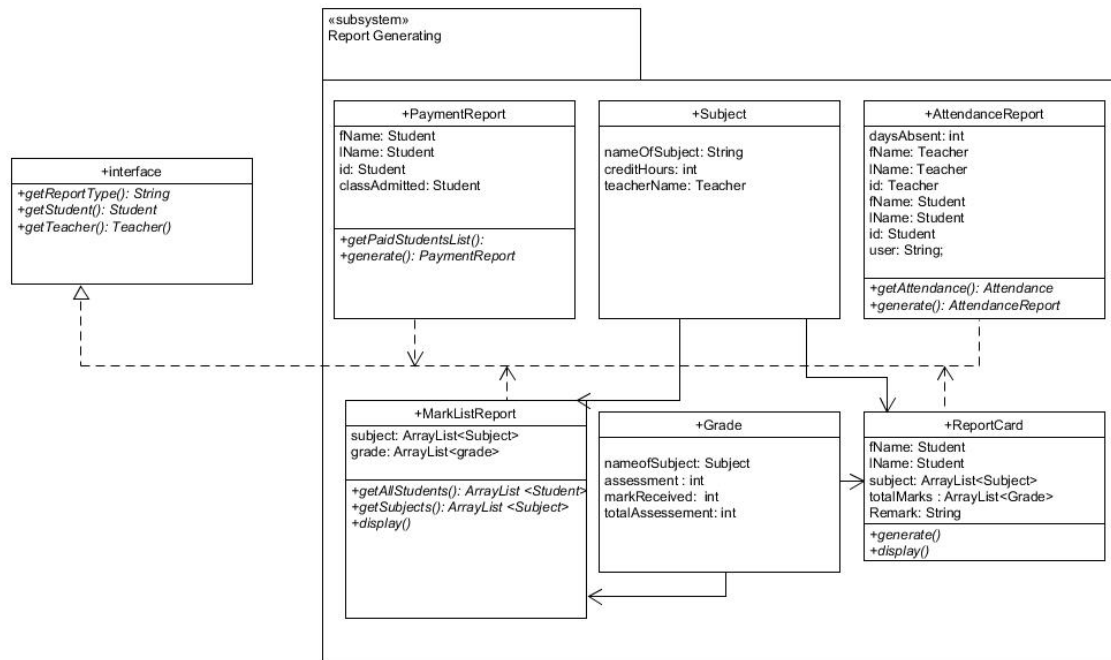 «subsystem»
Report Generating
+interface
+getReportType(): String
+getStudent(): Student
+getTeacher(): Teacher()
+PaymentReport
fName: Student
lName: Student
id: Student
classAdmitted: Student
+getPaidStudentsList():
+generate(): PaymentReport
+Subject
nameOfSubject: String
creditHours: int
teacherName: Teacher
+AttendanceReport
daysAbsent: int
fName: Teacher
lName: Teacher
id: Teacher
fName: Student
lName: Student
id: Student
user: String;
+getAttendance(): Attendance
+generate(): AttendanceReport
+MarkListReport
subject: ArrayList<Subject>
grade: ArrayList<grade>
+getAllStudents(): ArrayList <Student>
+getSubjects(): ArrayList <Subject>
+display()
+Grade
nameofSubject: Subject
assessment : int
markReceived: int
totalAssessement: int
+ReportCard
fName: Student
lName: Student
subject: ArrayList<Subject>
totalMarks : ArrayList<Grade>
Remark: String
+generate()
+display()